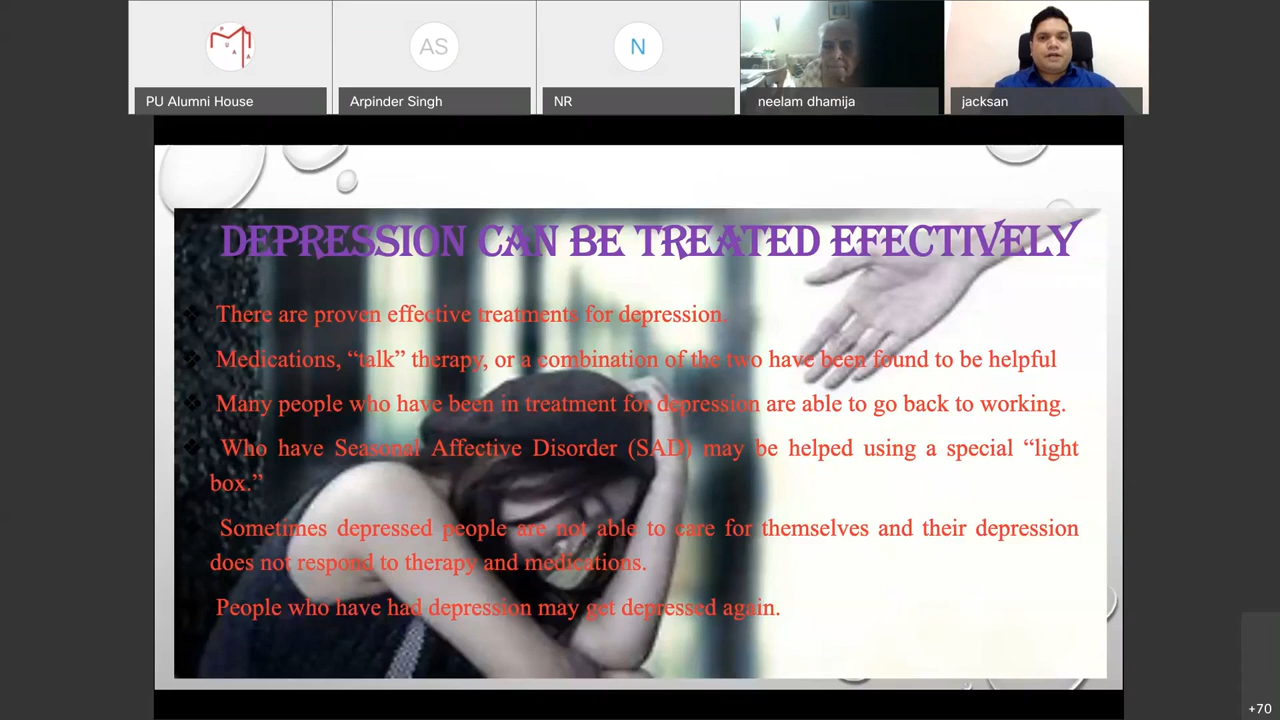 PUAA
AS
N
PU Alumni House
Arpinder Singh
NR
neelam dhamija
jacksan
DEPRESSION CAN BE TREATED EFECTIVELY
There are proven effective treatments for depression.
Medications, “talk” therapy, or a combination of the two have been found to be helpful
Many people who have been in treatment for depression are able to go back to working.
Who have Seasonal Affective Disorder (SAD) may be helped using a special “light
box.”
Sometimes depressed people are not able to care for themselves and their depression
does not respond to therapy and medications.
People who have had depression may get depressed again.
+70